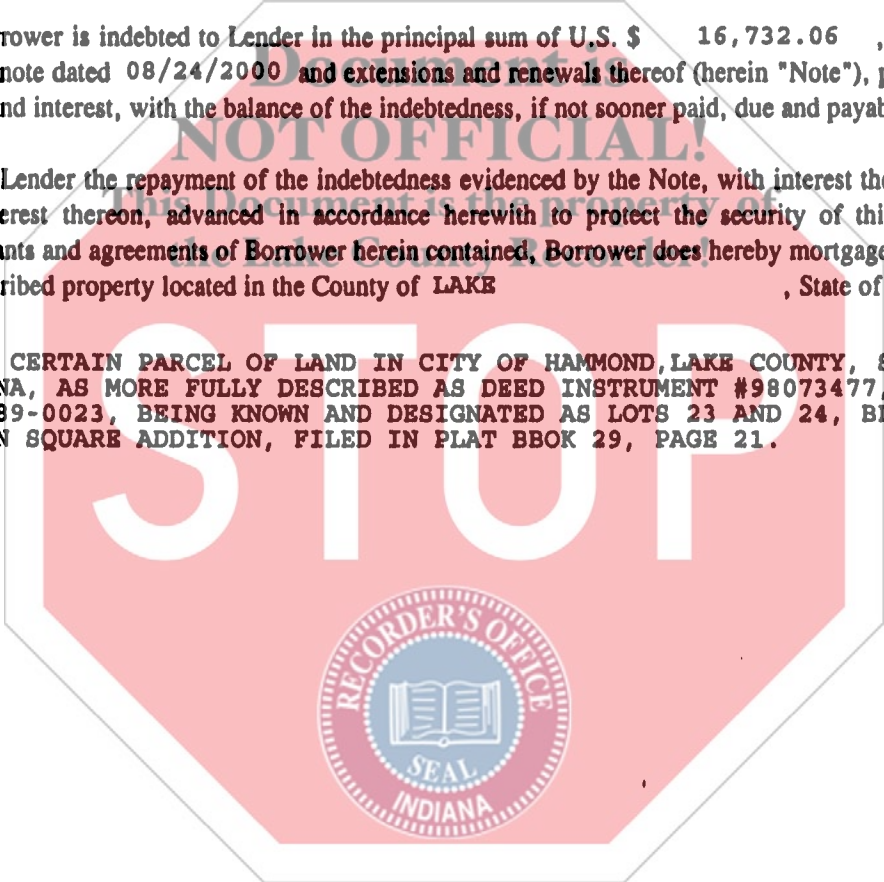 rower is indebted to Lender in the principal sum of U.S. $ 16,732.06 ,
note dated 08/24/2000 and extensions and renewals thereof (herein "Note"), p
nd interest, with the balance of the indebtedness, if not sooner paid, due and payab
Document is
NOT OFFICIAL!
This Document is the property of
the Lake County Recorder!
Lender the repayment of the indebtedness evidenced by the Note, with interest the
erest thereon, advanced in accordance herewith to protect the security of thi
nts and agreements of Borrower herein contained, Borrower does hereby mortgage
ribed property located in the County of LAKE , State of
CERTAIN PARCEL OF LAND IN CITY OF HAMMOND,LAKE COUNTY, S
NA, AS MORE FULLY DESCRIBED AS DEED INSTRUMENT #98073477,
39-0023, BEING KNOWN AND DESIGNATED AS LOTS 23 AND 24, B
N SQUARE ADDITION, FILED IN PLAT BBOK 29, PAGE 21.
STOP
RECORDER'S OFFICE
SEAL
INDIANA